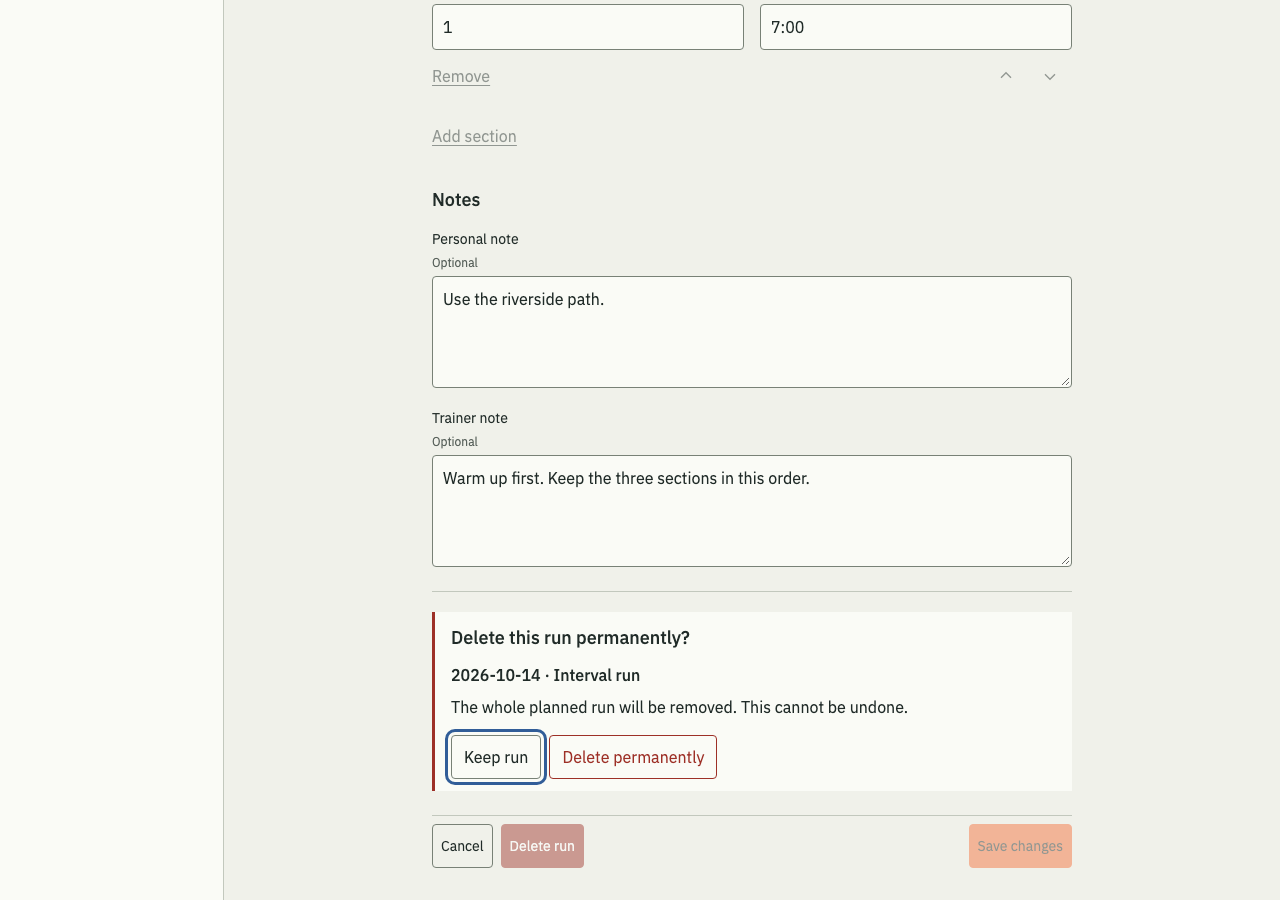 1
7:00
Remove
Add section
Notes
Personal note
Optional
Use the riverside path.
Trainer note
Optional
Warm up first. Keep the three sections in this order.
Delete this run permanently?
2026-10-14 · Interval run
The whole planned run will be removed. This cannot be undone.
Keep run
Delete permanently
Cancel
Delete run
Save changes